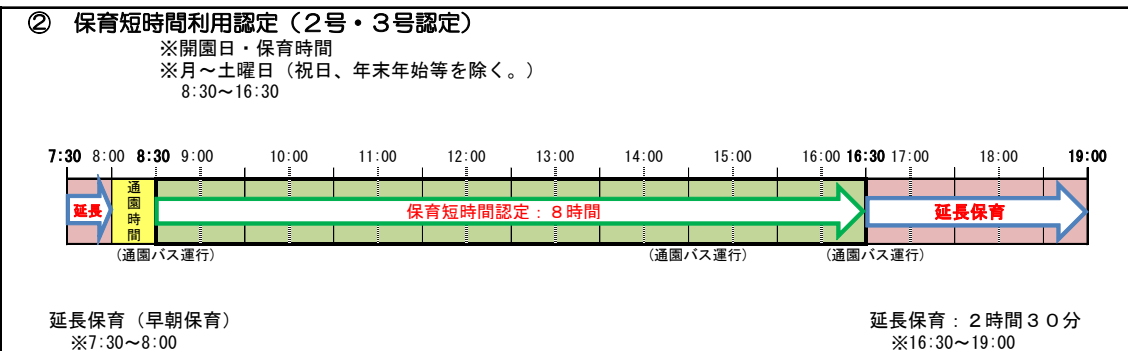 ② 保育短時間利用認定（２号・３号認定）
※開園日・保育時間
※月～土曜日（祝日、年末年始等を除く。）
8:30～16:30
7:30 8:00 8:30 9:00 10:00 11:00 12:00 13:00 14:00 15:00 16:00 16:30 17:00 18:00 19:00
延長 通園時間 保育短時間認定：８時間 延長保育
(通園バス運行) (通園バス運行) (通園バス運行)
延長保育（早朝保育） 延長保育：２時間３０分
※7:30～8:00 ※16:30～19:00